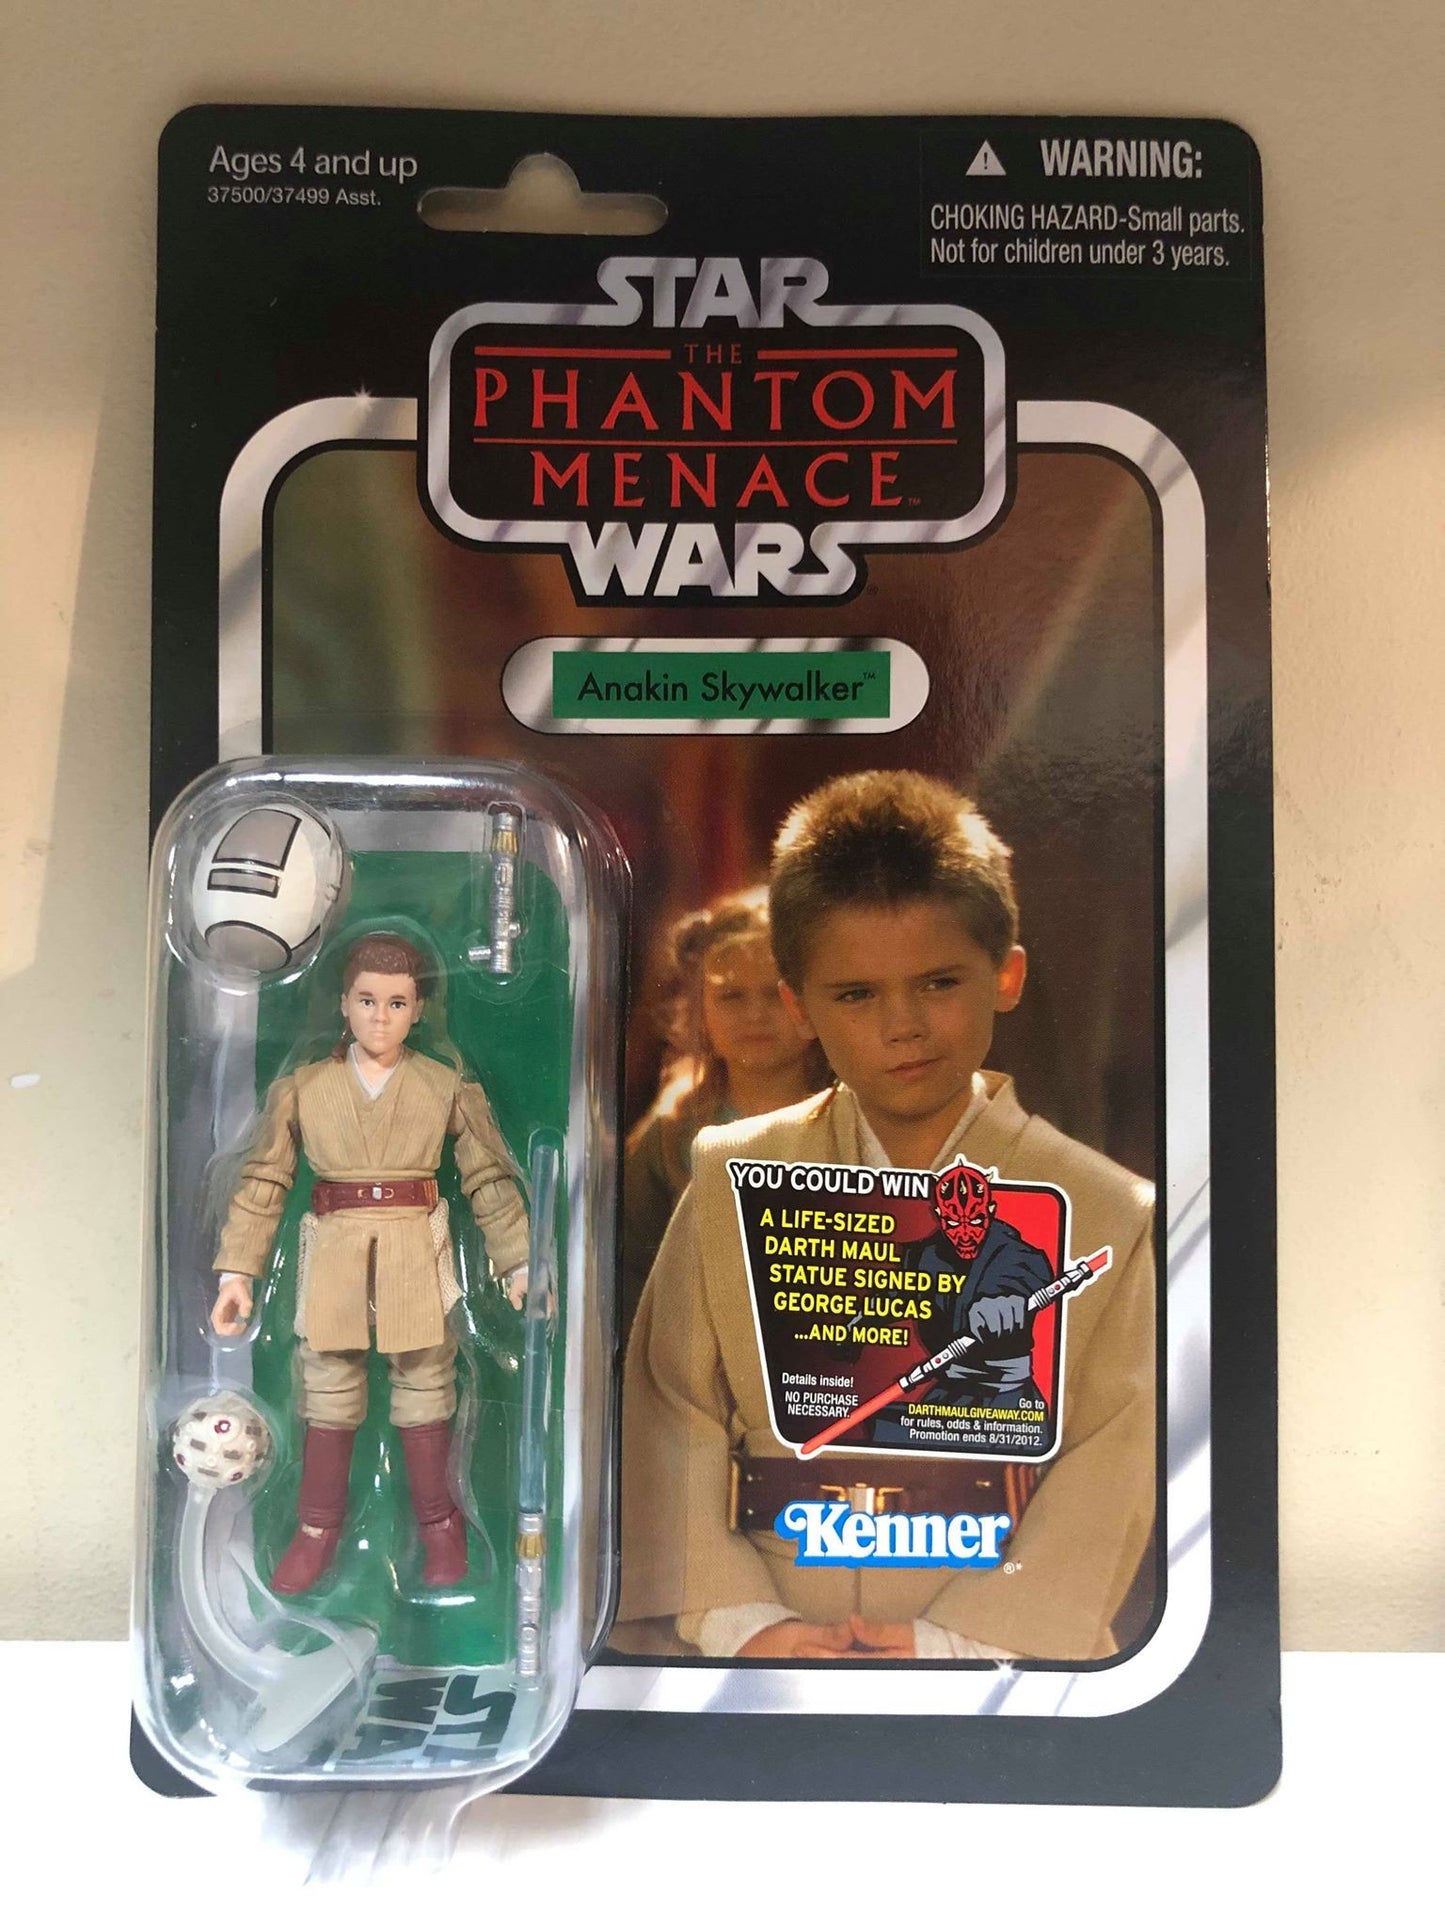 Ages 4 and up
37500/37499 Asst.
WARNING:
CHOKING HAZARD-Small parts.
Not for children under 3 years.
STAR
THE
PHANTOM
MENACE™
WARS®
Anakin Skywalker™
YOU COULD WIN
A LIFE-SIZED
DARTH MAUL
STATUE SIGNED BY
GEORGE LUCAS
...AND MORE!
Details inside!
NO PURCHASE
NECESSARY.
Go to
DARTHMAULGIVEAWAY.COM
for rules, odds & information.
Promotion ends 8/31/2012.
Kenner®*